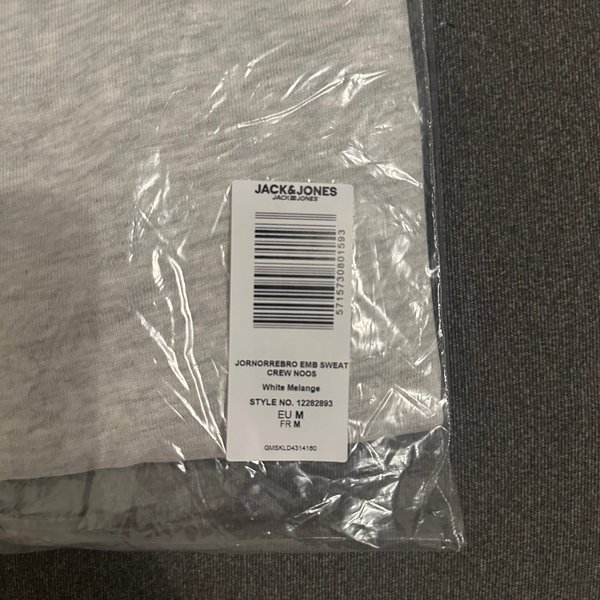 JACK&JONES
JACK&JONES
5715730801593
JORNORREBRO EMB SWEAT
CREW NOOS
White Melange
STYLE NO. 12282893
EU M
FR M
GMSKLD4314160